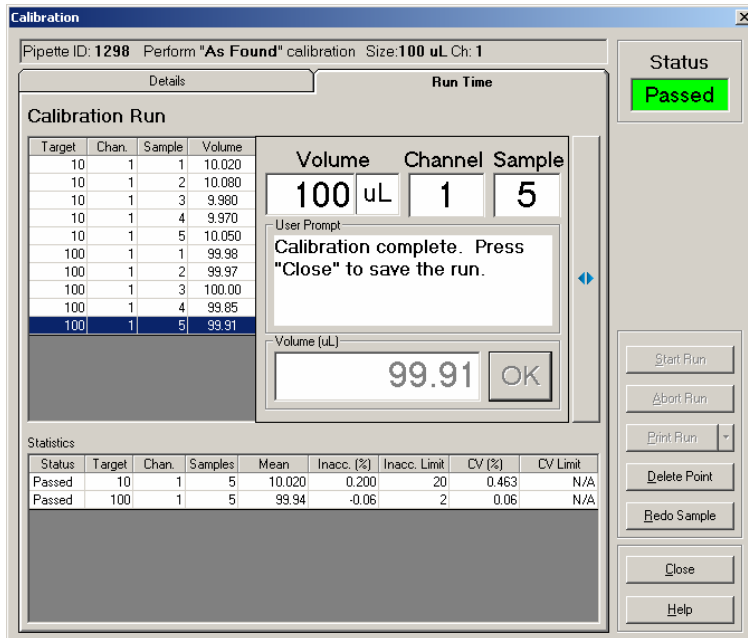 Calibration
Pipette ID: 1298 Perform "As Found" calibration Size:100 uL Ch: 1
Details
Run Time
Calibration Run
Target Chan. Sample Volume
10 1 1 10.020
10 1 2 10.080
10 1 3 9.980
10 1 4 9.970
10 1 5 10.050
100 1 1 99.98
100 1 2 99.97
100 1 3 100.00
100 1 4 99.85
100 1 5 99.91
Volume Channel Sample
100 uL 1 5
User Prompt
Calibration complete. Press
"Close" to save the run.
Volume (uL)
99.91 OK
Statistics
Status Target Chan. Samples Mean Inacc. (%) Inacc. Limit CV (%) CV Limit
Passed 10 1 5 10.020 0.200 20 0.463 N/A
Passed 100 1 5 99.94 -0.06 2 0.06 N/A
Status
Passed
Start Run
Abort Run
Print Run
Delete Point
Redo Sample
Close
Help